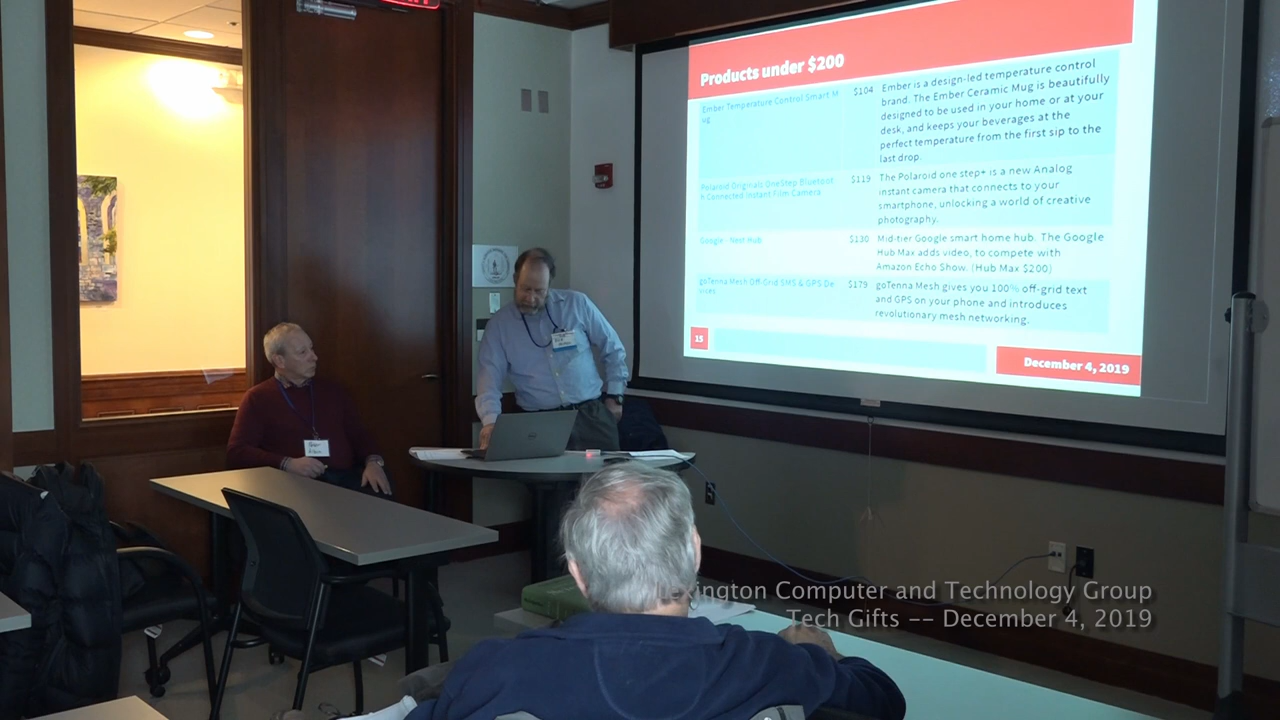 Products under $200
Ember Temperature Control Smart M
ug
$104
Ember is a design-led temperature control
brand. The Ember Ceramic Mug is beautifully
designed to be used in your home or at your
desk, and keeps your beverages at the
perfect temperature from the first sip to the
last drop.
Polaroid Originals OneStep Bluetoot
h Connected Instant Film Camera
$119
The Polaroid one step+ is a new Analog
instant camera that connects to your
smartphone, unlocking a world of creative
photography.
Google - Nest Hub
$130
Mid-tier Google smart home hub. The Google
Hub Max adds video, to compete with
Amazon Echo Show. (Hub Max $200)
goTenna Mesh Off-Grid SMS & GPS De
vices
$179
goTenna Mesh gives you 100% off-grid text
and GPS on your phone and introduces
revolutionary mesh networking.
15
December 4, 2019
Lexington Computer and Technology Group
Tech Gifts -- December 4, 2019